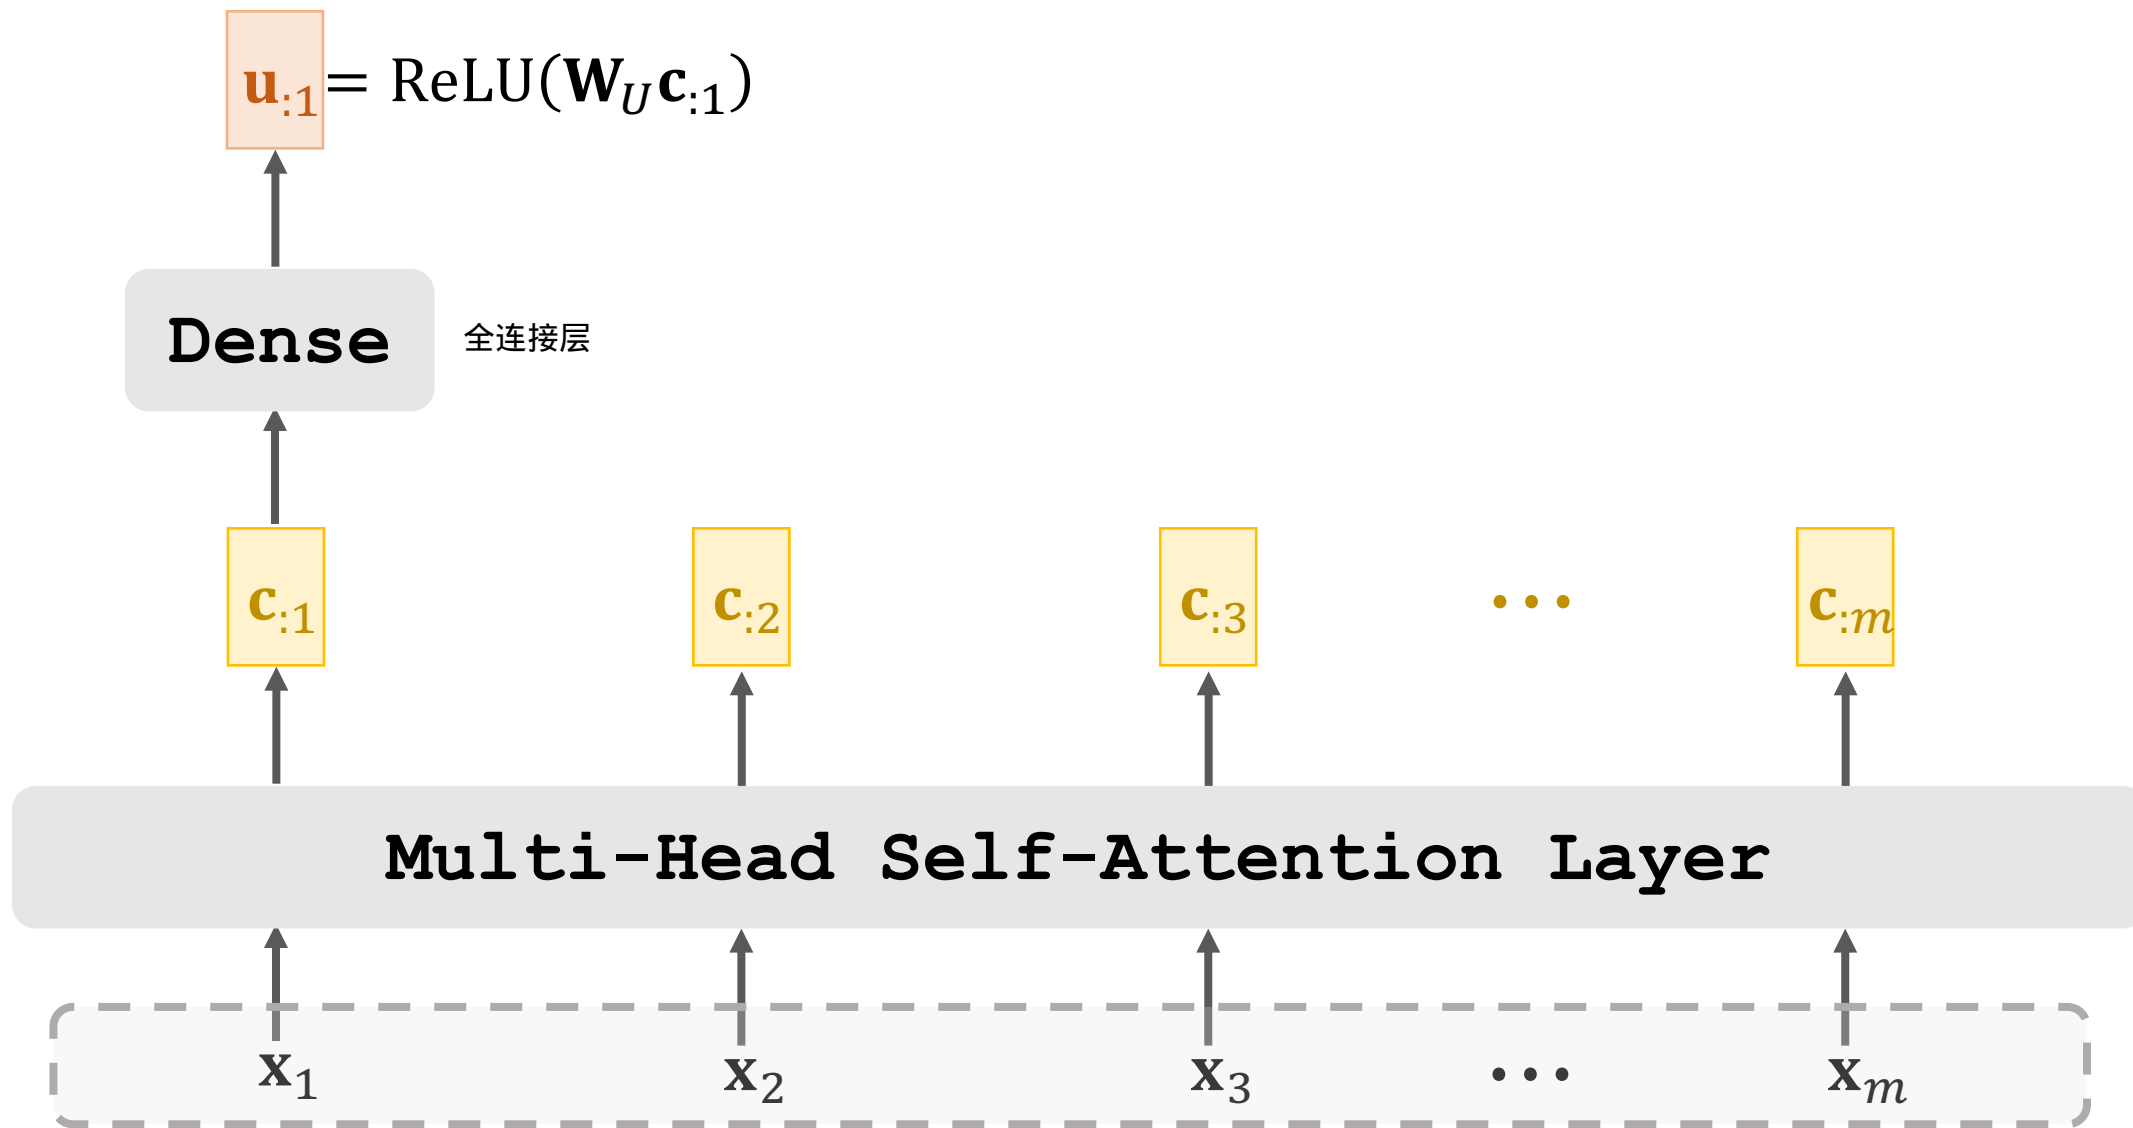 u:1 = ReLU(W_U c:1)
Dense 全连接层
c:1 c:2 c:3 ... c:m
Multi-Head Self-Attention Layer
x1 x2 x3 ... xm